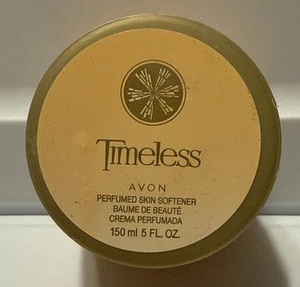 Timeless
AVON
PERFUMED SKIN SOFTENER
BAUME DE BEAUTÉ
CREMA PERFUMADA
150 ml 5 FL. OZ.